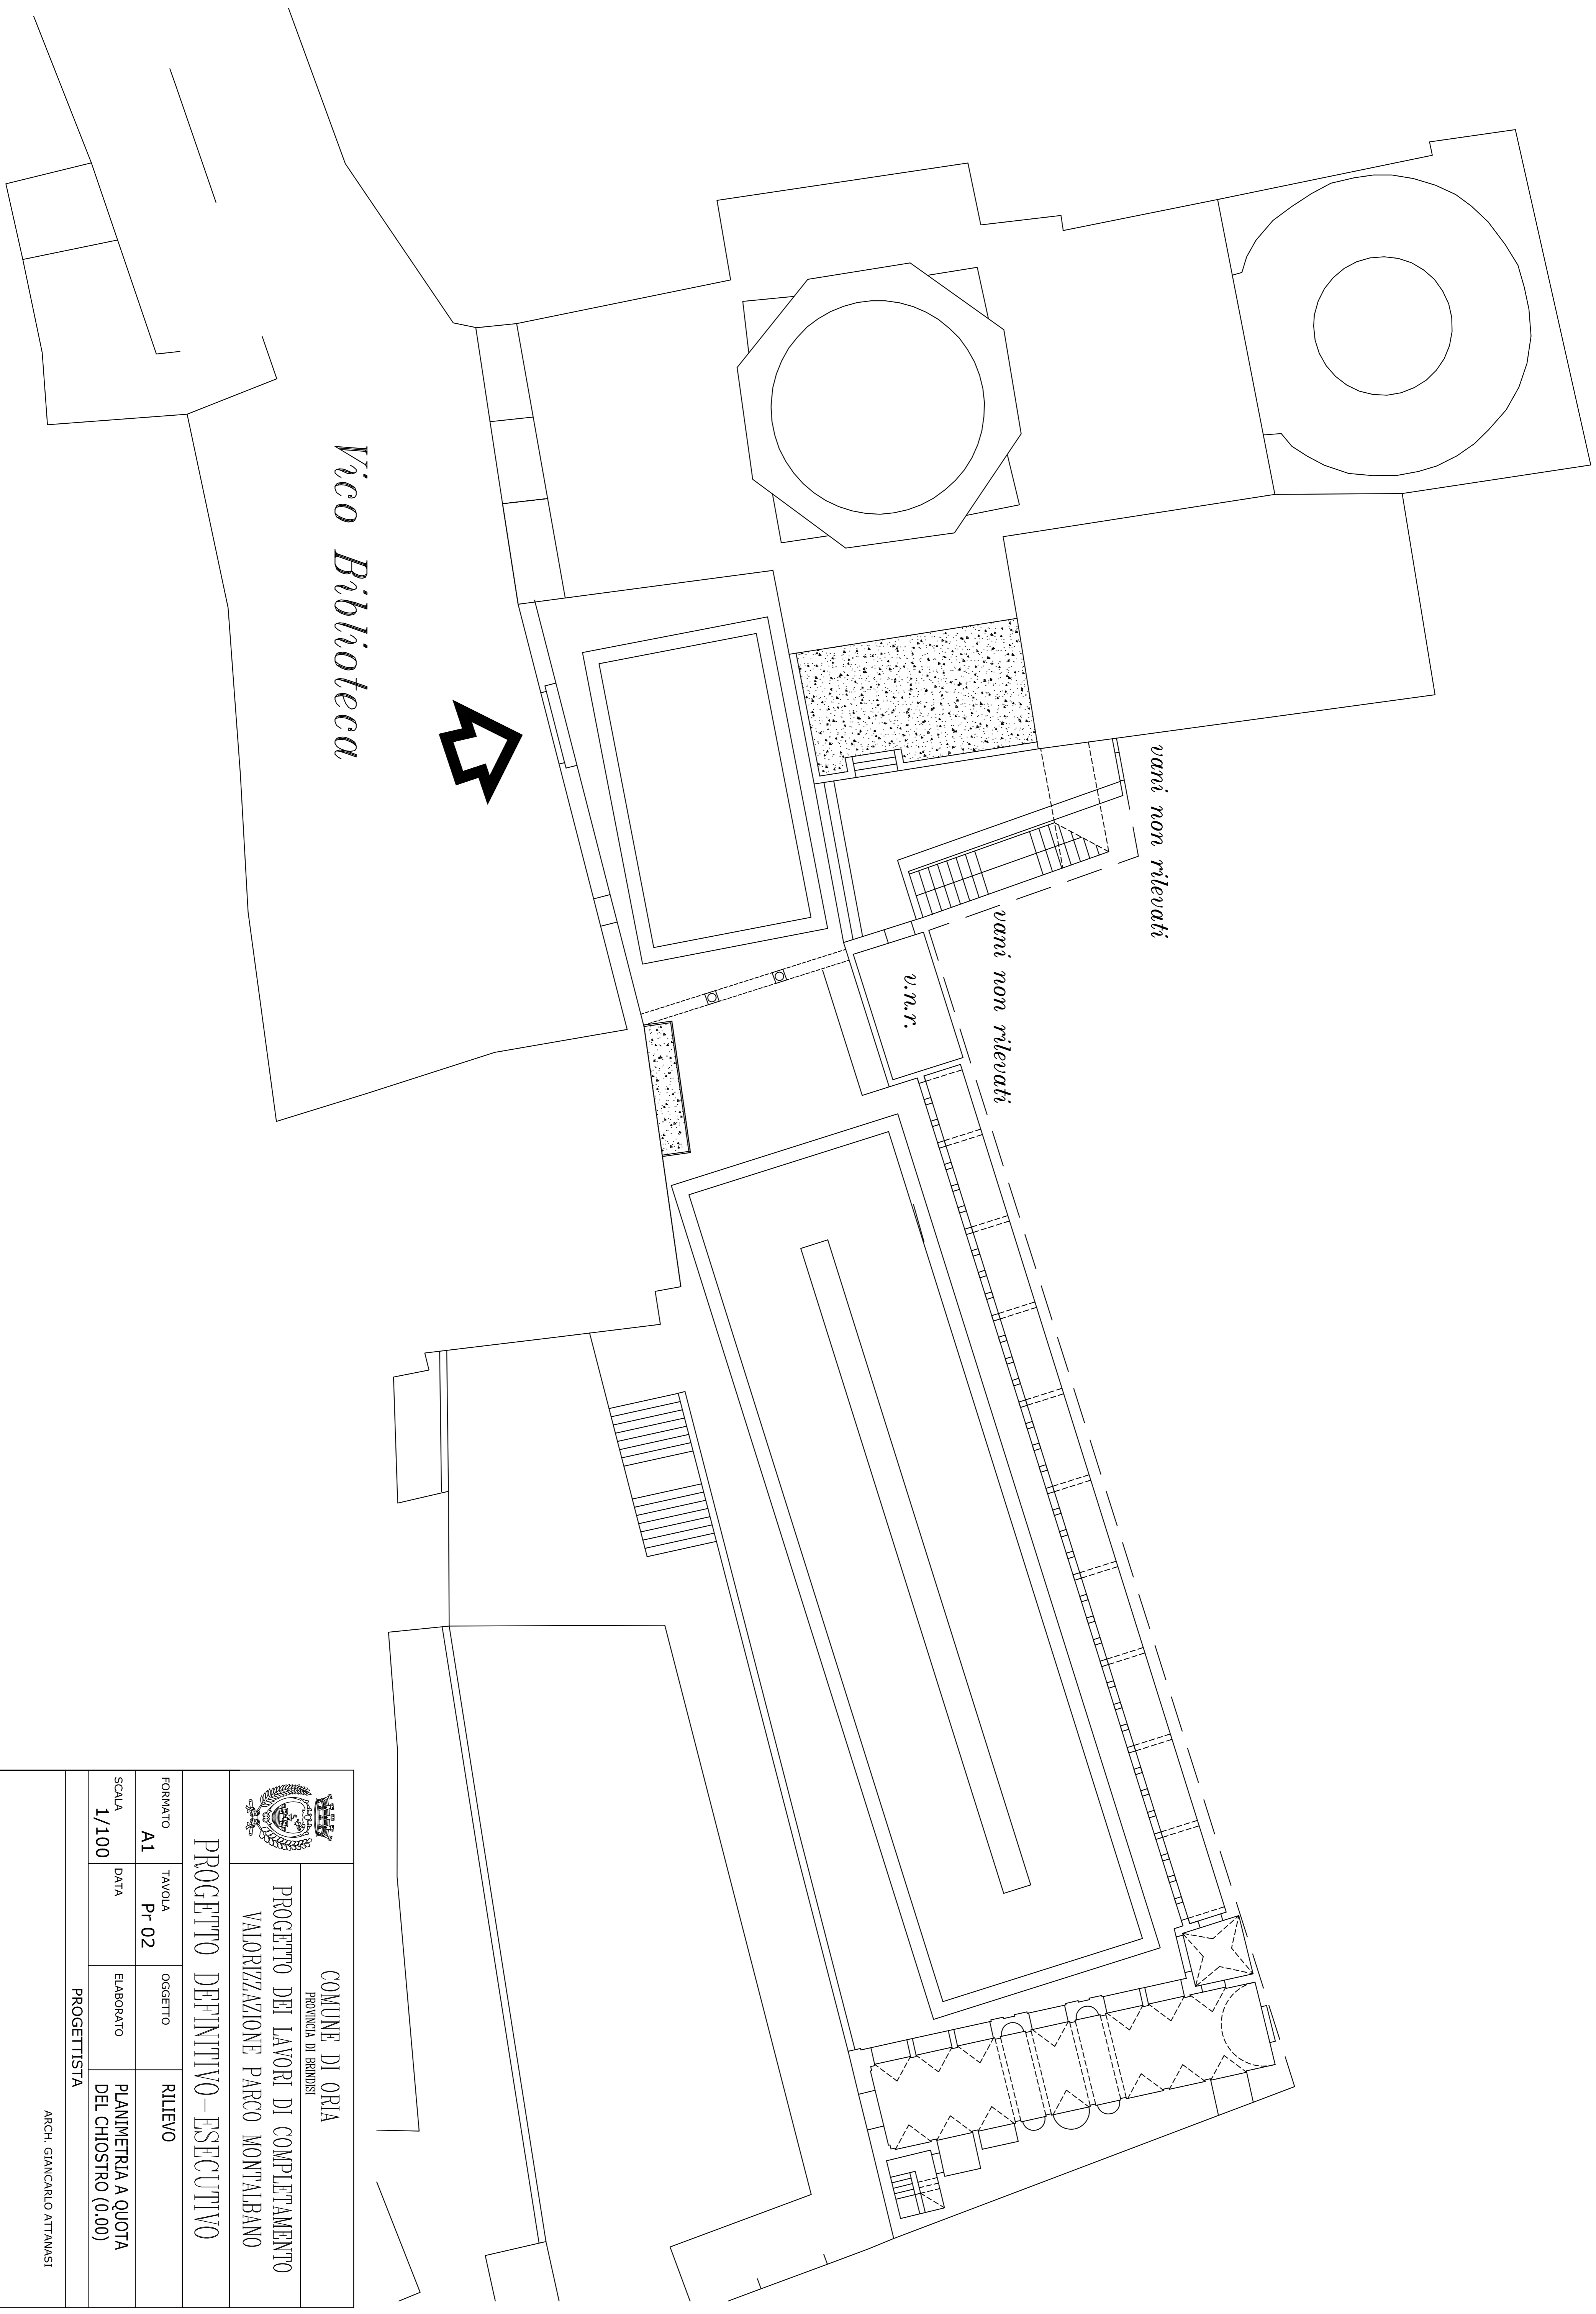 vani non rilevati
vani non rilevati
v.n.r.
Vico Biblioteca
COMUNE DI ORIA
PROVINCIA DI BRINDISI
PROGETTO DEI LAVORI DI COMPLETAMENTO
VALORIZZAZIONE PARCO MONTALBANO
PROGETTO DEFINITIVO-ESECUTIVO
FORMATO
A1
TAVOLA
Pr 02
OGGETTO
RILIEVO
SCALA
1/100
DATA
ELABORATO
PLANIMETRIA A QUOTA
DEL CHIOSTRO (0.00)
PROGETTISTA
ARCH. GIANCARLO ATTANASI